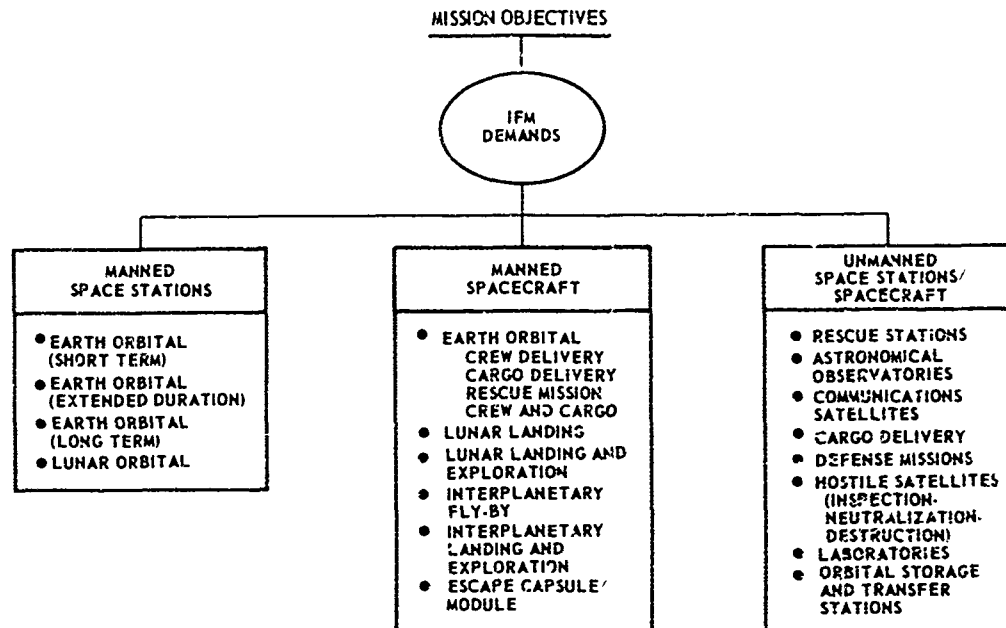 MISSION OBJECTIVES
IFM
DEMANDS
MANNED
SPACE STATIONS
● EARTH ORBITAL
(SHORT TERM)
● EARTH ORBITAL
(EXTENDED DURATION)
● EARTH ORBITAL
(LONG TERM)
● LUNAR ORBITAL
MANNED
SPACECRAFT
● EARTH ORBITAL
CREW DELIVERY
CARGO DELIVERY
RESCUE MISSION
CREW AND CARGO
● LUNAR LANDING
● LUNAR LANDING AND
EXPLORATION
● INTERPLANETARY
FLY-BY
● INTERPLANETARY
LANDING AND
EXPLORATION
● ESCAPE CAPSULE/
MODULE
UNMANNED
SPACE STATIONS/
SPACECRAFT
● RESCUE STATIONS
● ASTRONOMICAL
OBSERVATORIES
● COMMUNICATIONS
SATELLITES
● CARGO DELIVERY
● DEFENSE MISSIONS
● HOSTILE SATELLITES
(INSPECTION-
NEUTRALIZATION-
DESTRUCTION)
● LABORATORIES
● ORBITAL STORAGE
AND TRANSFER
STATIONS